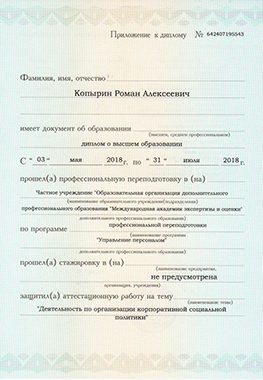 Приложение к диплому № 642407195543
Фамилия, имя, отчество
Копырин Роман Алексеевич
имеет документ об образовании
(высшем, среднем профессиональном)
диплом о высшем образовании
С " 03 " мая 2018 г. по " 31 " июля 2018 г.
прошел(а) профессиональную переподготовку в (на)
Частное учреждение "Образовательная организация дополнительного
(наименование образовательного учреждения (подразделения)
профессионального образования "Международная академия экспертизы и оценки"
дополнительного профессионального образования)
по программе профессиональной переподготовки
(наименование программы
"Управление персоналом"
дополнительного профессионального образования)
прошел(а) стажировку в (на)
(наименование предприятия,
не предусмотрена
организации, учреждения)
защитил(а) аттестационную работу на тему
(наименование темы)
"Деятельность по организации корпоративной социальной
политики"